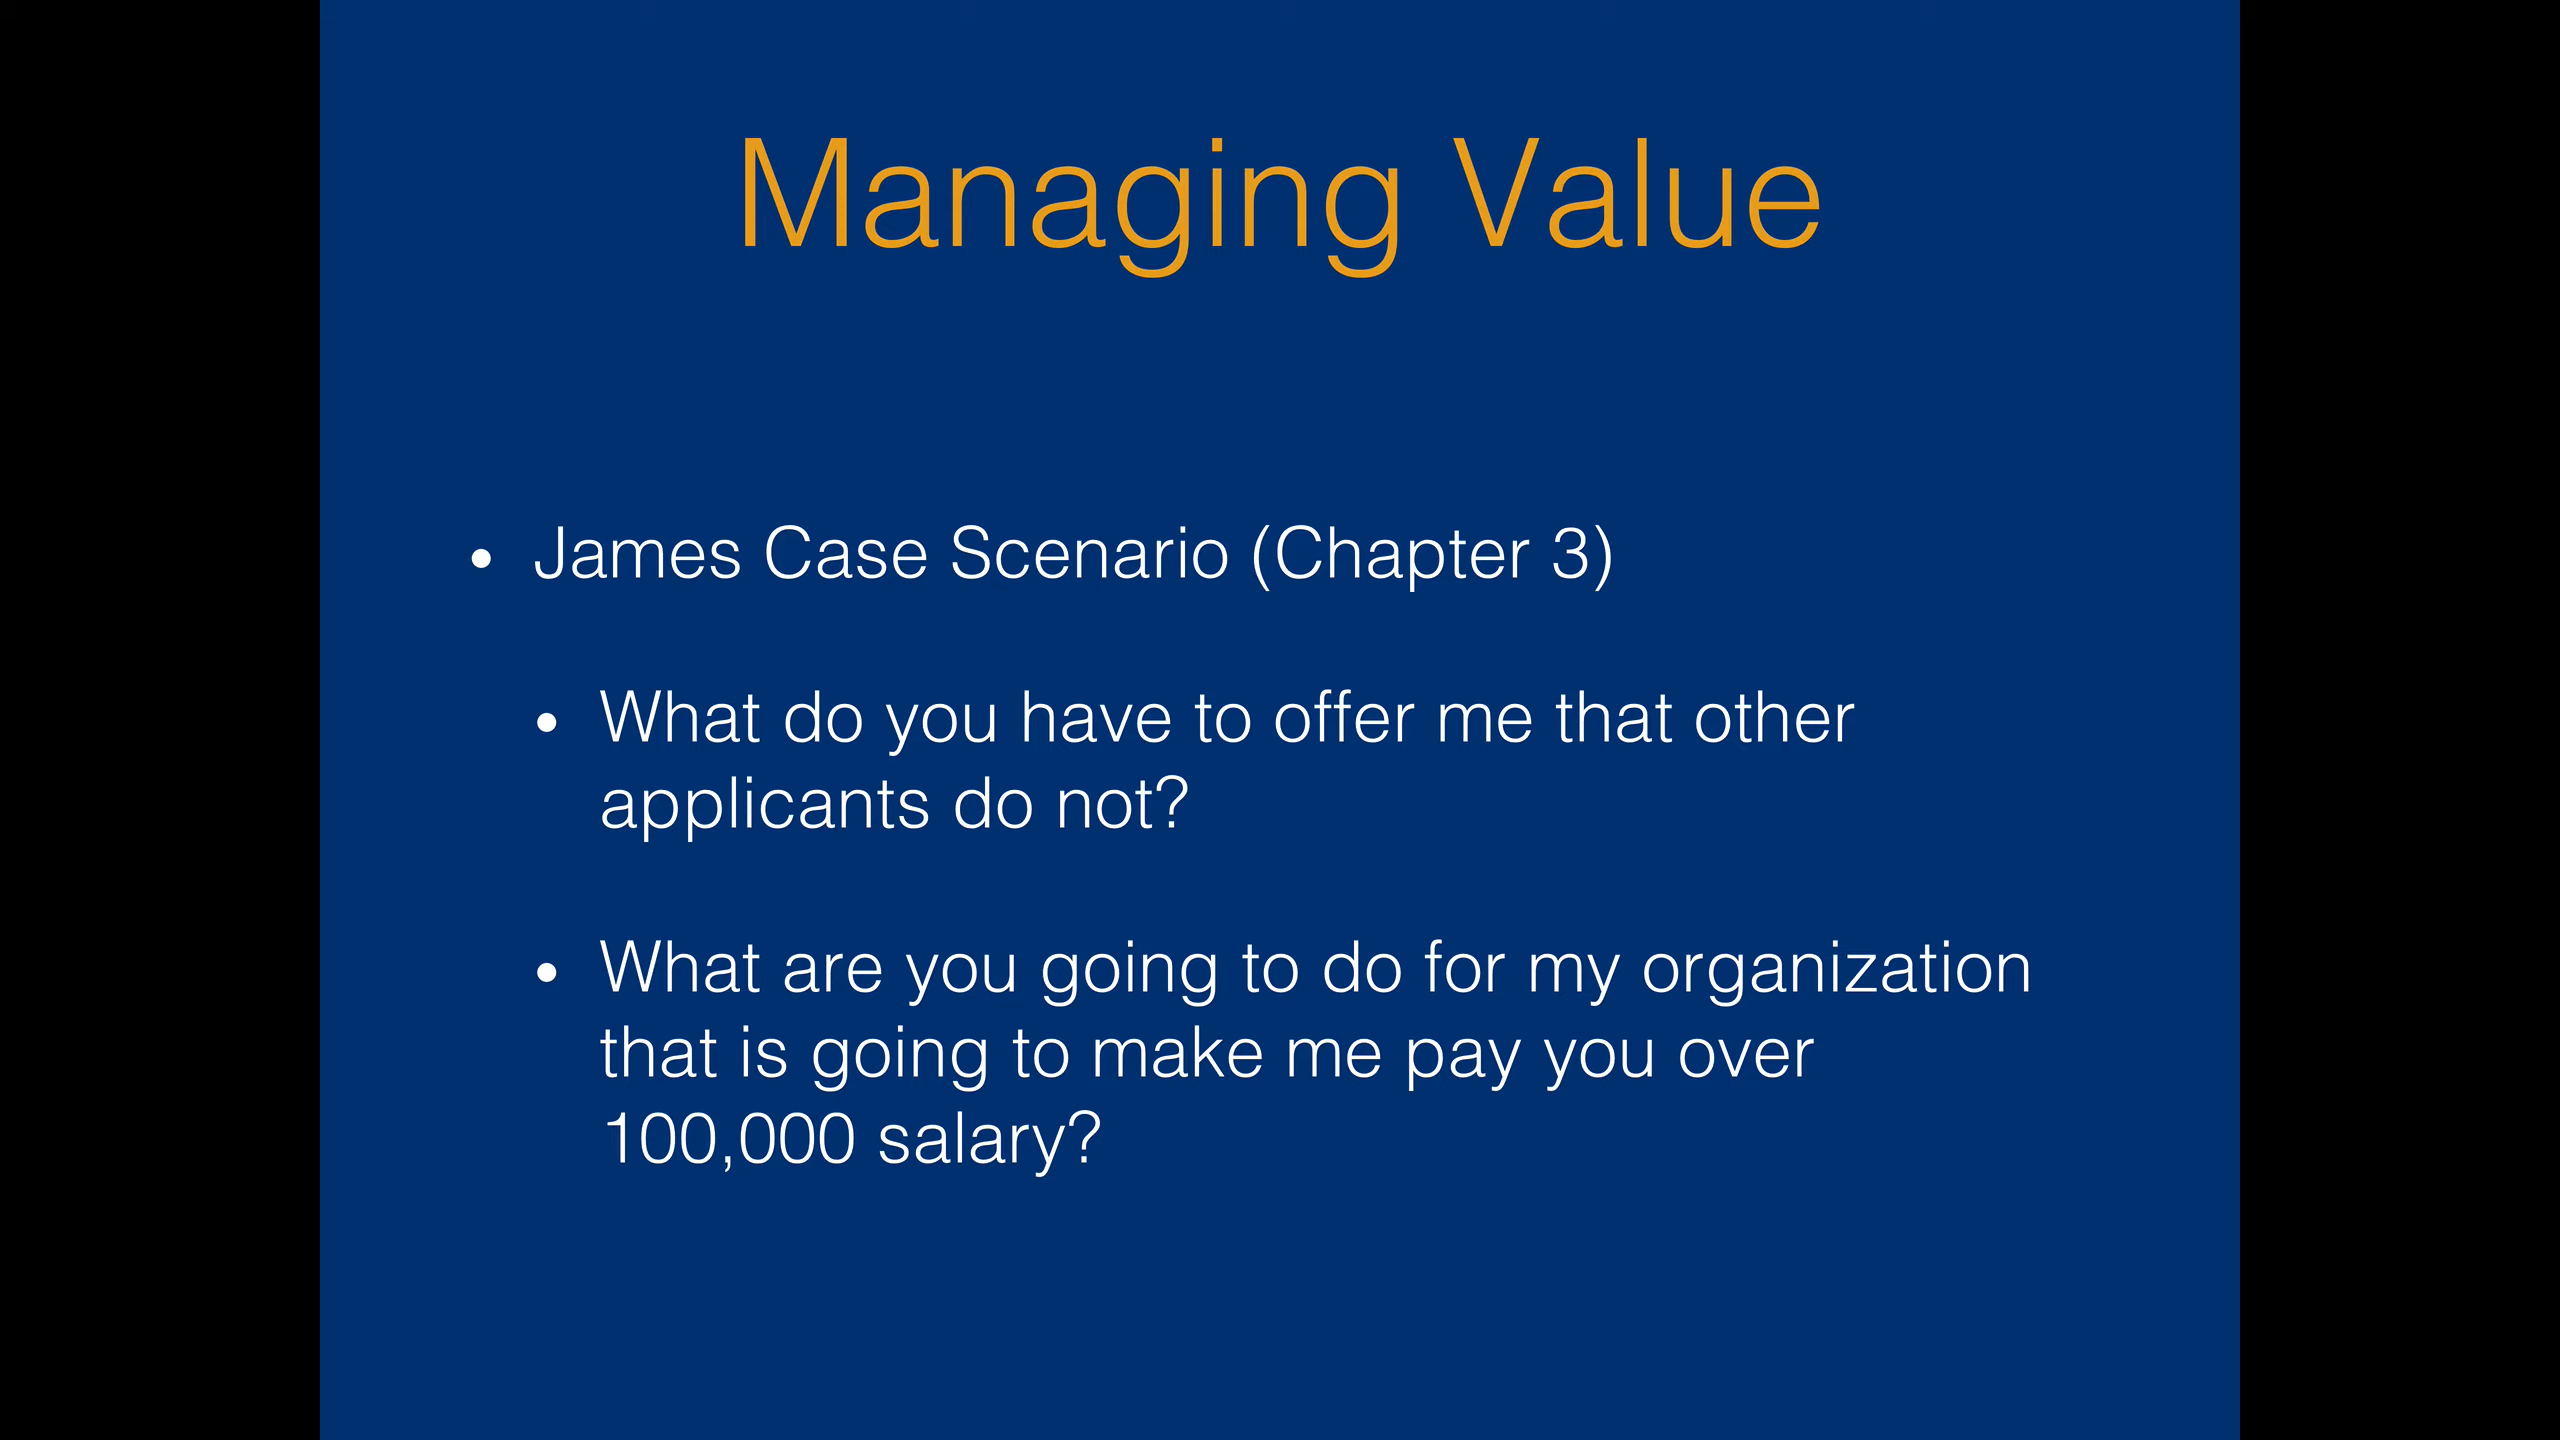 Managing Value
• James Case Scenario (Chapter 3)
• What do you have to offer me that other
applicants do not?
• What are you going to do for my organization
that is going to make me pay you over
100,000 salary?